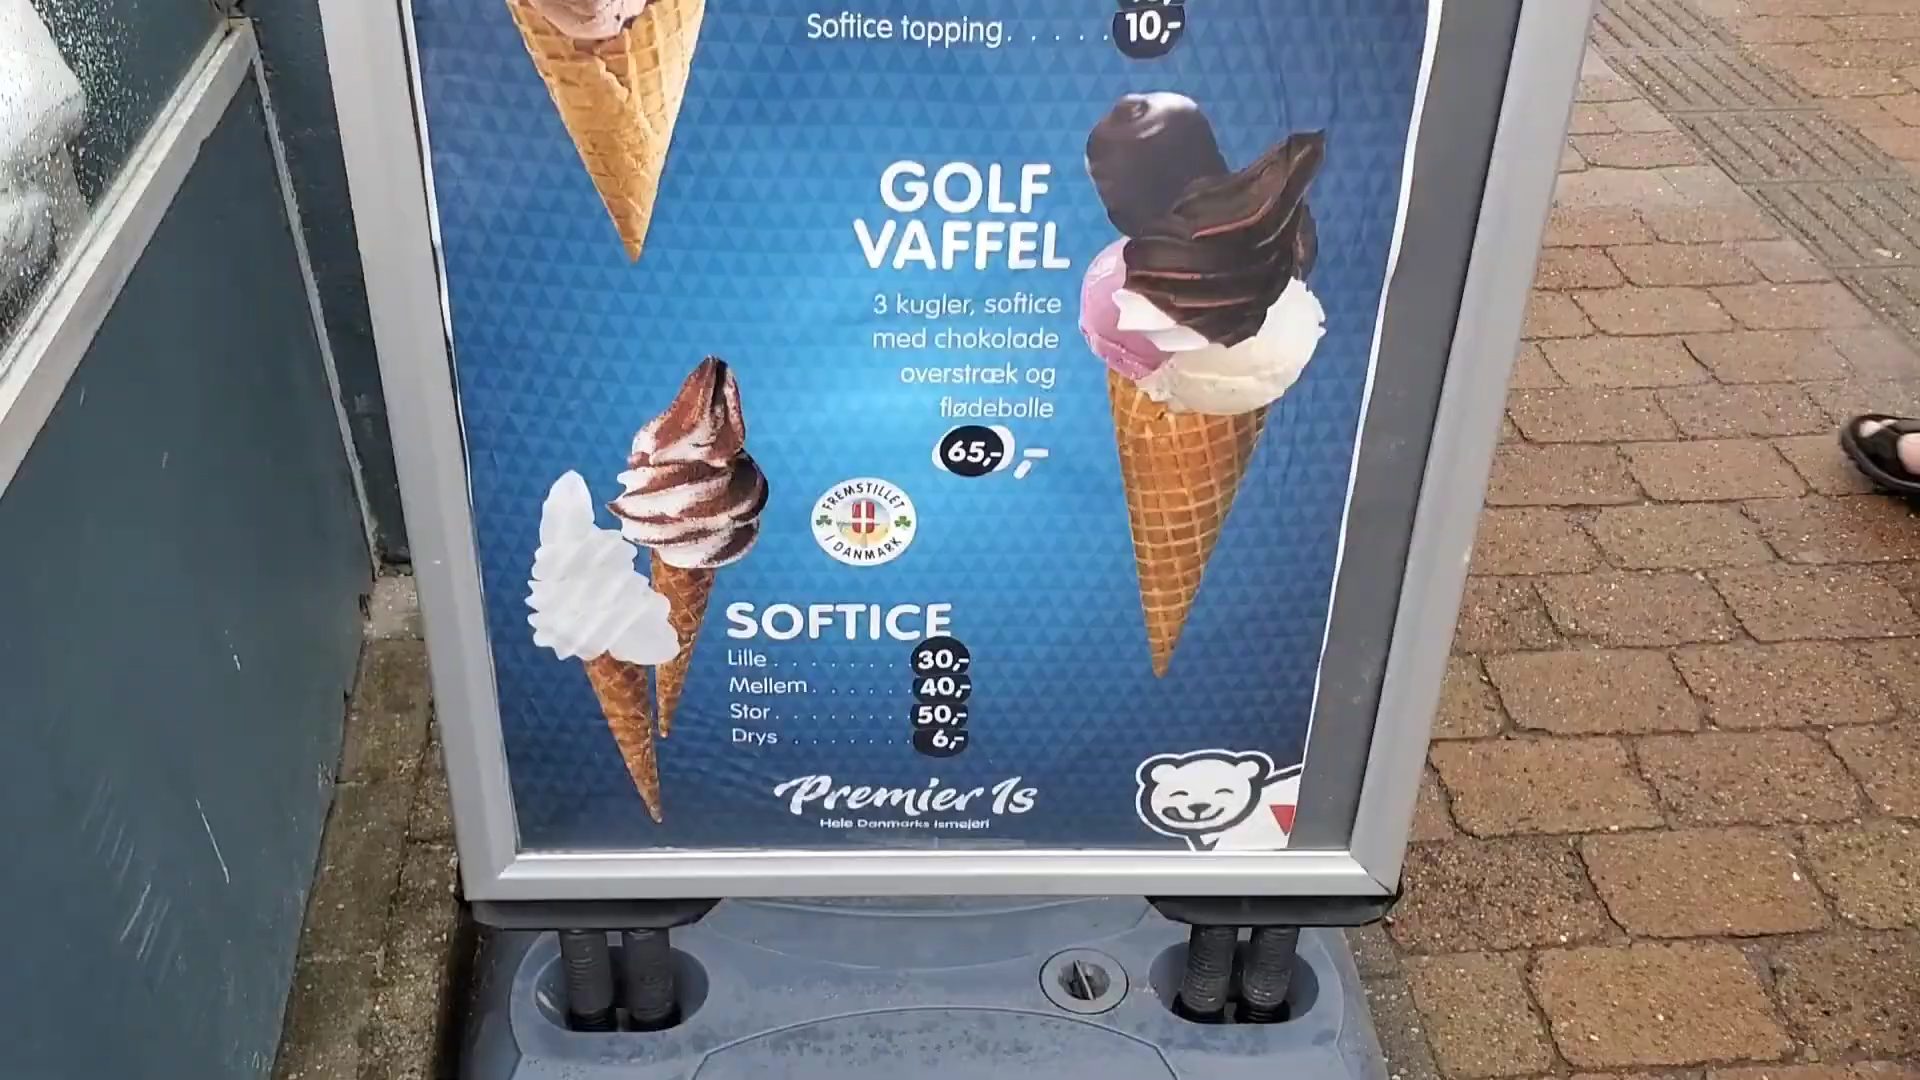 Softice topping. . . . . 10,-
GOLF
VAFFEL
3 kugler, softice
med chokolade
overstræk og
flødebolle
65,-
FREMSTILLET
I DANMARK
SOFTICE
Lille . . . . . . . . 30,-
Mellem . . . . . . 40,-
Stor . . . . . . . . 50,-
Drys . . . . . . . 6,-
Premier Is
Hele Danmarks Ismejeri